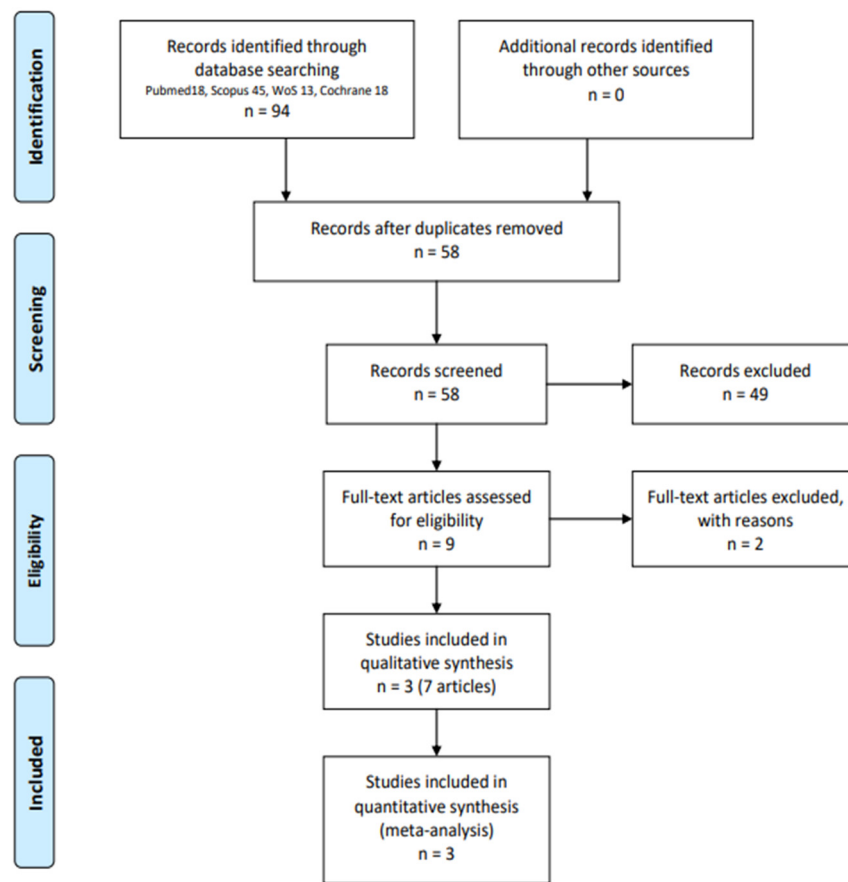 Identification
Records identified through
database searching
Pubmed18, Scopus 45, WoS 13, Cochrane 18
n = 94
Additional records identified
through other sources
n = 0
Records after duplicates removed
n = 58
Screening
Records screened
n = 58
Records excluded
n = 49
Eligibility
Full-text articles assessed
for eligibility
n = 9
Full-text articles excluded,
with reasons
n = 2
Studies included in
qualitative synthesis
n = 3 (7 articles)
Included
Studies included in
quantitative synthesis
(meta-analysis)
n = 3